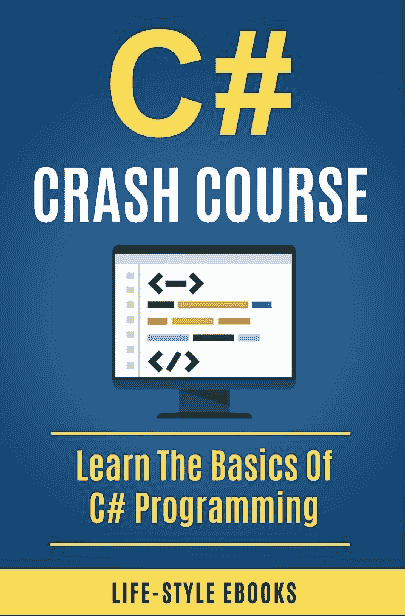 C#
CRASH COURSE
<->
</>
Learn The Basics Of
C# Programming
LIFE-STYLE EBOOKS